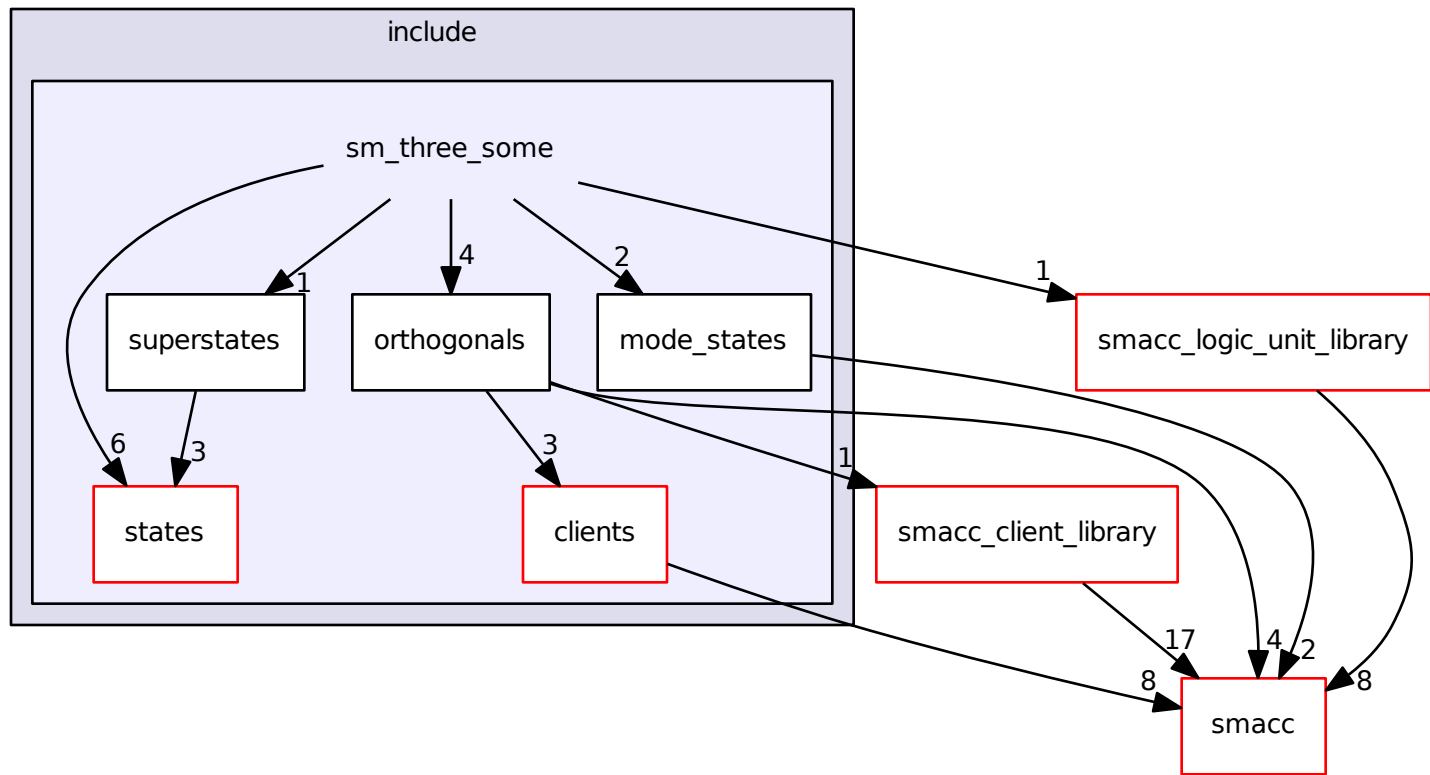 include
sm_three_some
1
4
2
1
superstates
orthogonals
mode_states
smacc_logic_unit_library
6
3
3
1
states
clients
smacc_client_library
17
4
2
8
8
smacc